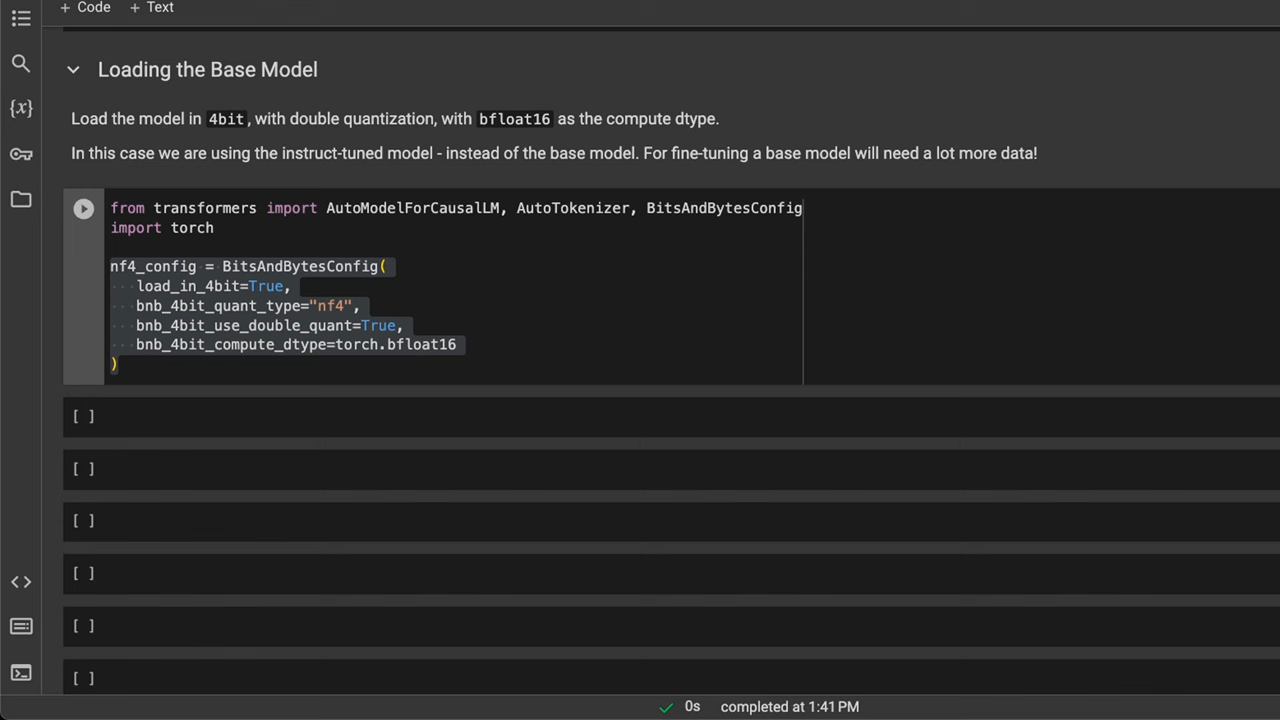 + Code + Text
Loading the Base Model
Load the model in 4bit, with double quantization, with bfloat16 as the compute dtype.
In this case we are using the instruct-tuned model - instead of the base model. For fine-tuning a base model will need a lot more data!
from transformers import AutoModelForCausalLM, AutoTokenizer, BitsAndBytesConfig
import torch
nf4_config = BitsAndBytesConfig(
load_in_4bit=True,
bnb_4bit_quant_type="nf4",
bnb_4bit_use_double_quant=True,
bnb_4bit_compute_dtype=torch.bfloat16
)
[ ]
[ ]
[ ]
[ ]
[ ]
[ ]
0s completed at 1:41 PM